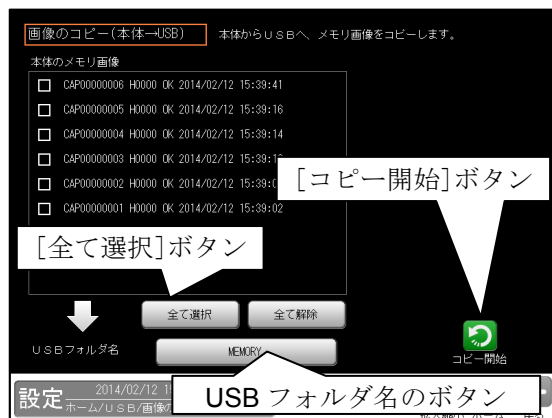 画像のコピー(本体→USB) 本体からUSBへ、メモリ画像をコピーします。
本体のメモリ画像
CAP00000006 H0000 OK 2014/02/12 15:39:41
CAP00000005 H0000 OK 2014/02/12 15:39:16
CAP00000004 H0000 OK 2014/02/12 15:39:14
CAP00000003 H0000 OK 2014/02/12
CAP00000002 H0000 OK 2014/02/12
[コピー開始]ボタン
CAP00000001 H0000 OK 2014/02/12 15:39:02
[全て選択]ボタン
全て選択 全て解除
USBフォルダ名 MEMORY コピー開始
設定 2014/02/12
ホーム/USB/画像の
USB フォルダ名のボタン